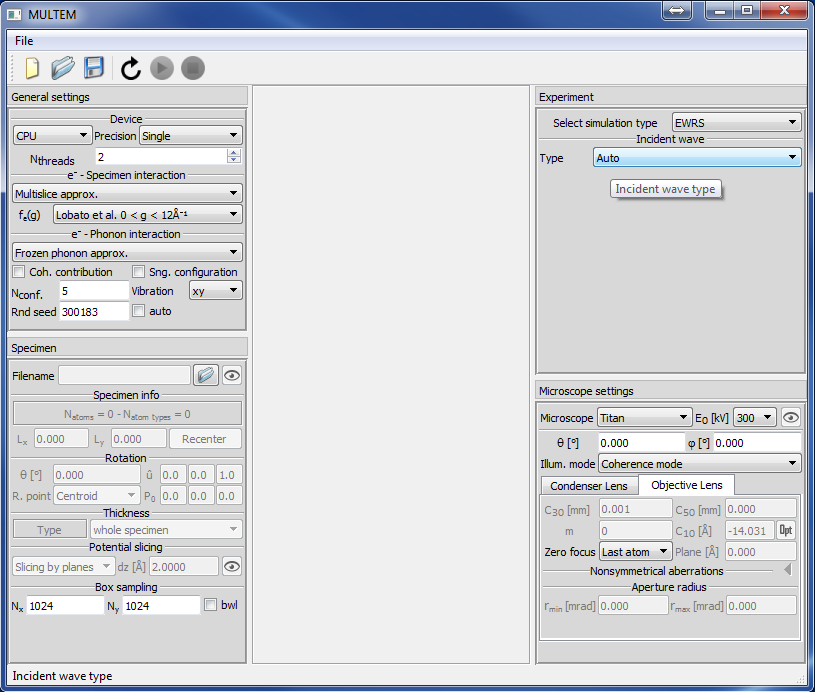 MULTEM
File
General settings
Device
CPU Precision Single
Nthreads 2
e⁻ - Specimen interaction
Multislice approx.
fe(g) Lobato et al. 0 < g < 12Å⁻¹
e⁻ - Phonon interaction
Frozen phonon approx.
Coh. contribution Sng. configuration
Nconf. 5 Vibration xy
Rnd seed 300183 auto
Specimen
Filename
Specimen info
Natoms = 0 - Natom types = 0
Lx 0.000 Ly 0.000 Recenter
Rotation
θ [º] 0.000 û 0.0 0.0 1.0
R. point Centroid P0 0.0 0.0 0.0
Thickness
Type whole specimen
Potential slicing
Slicing by planes dz [Å] 2.0000
Box sampling
Nx 1024 Ny 1024 bwl
Experiment
Select simulation type EWRS
Incident wave
Type Auto
Incident wave type
Microscope settings
Microscope Titan E0 [kV] 300
θ [º] 0.000 φ [º] 0.000
Illum. mode Coherence mode
Condenser Lens Objective Lens
C30 [mm] 0.001 C50 [mm] 0.000
m 0 C10 [Å] -14.031 Opt
Zero focus Last atom Plane [Å] 0.000
Nonsymmetrical aberrations
Aperture radius
rmin [mrad] 0.000 rmax [mrad] 0.000
Incident wave type